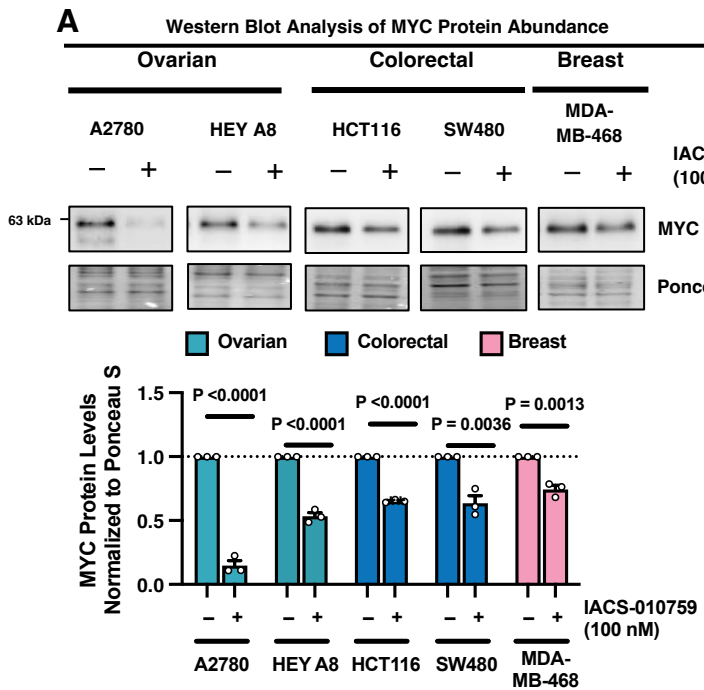 A
Western Blot Analysis of MYC Protein Abundance
Ovarian Colorectal Breast
A2780 HEY A8 HCT116 SW480 MDA-
MB-468
– + – + – + – + – +
IAC
(100
63 kDa
MYC
Ponce
Ovarian Colorectal Breast
MYC Protein Levels
Normalized to Ponceau S
1.5
1.0
0.5
0.0
P <0.0001
P <0.0001
P <0.0001
P = 0.0036
P = 0.0013
– + – + – + – + – +
IACS-010759
(100 nM)
A2780 HEY A8 HCT116 SW480 MDA-
MB-468